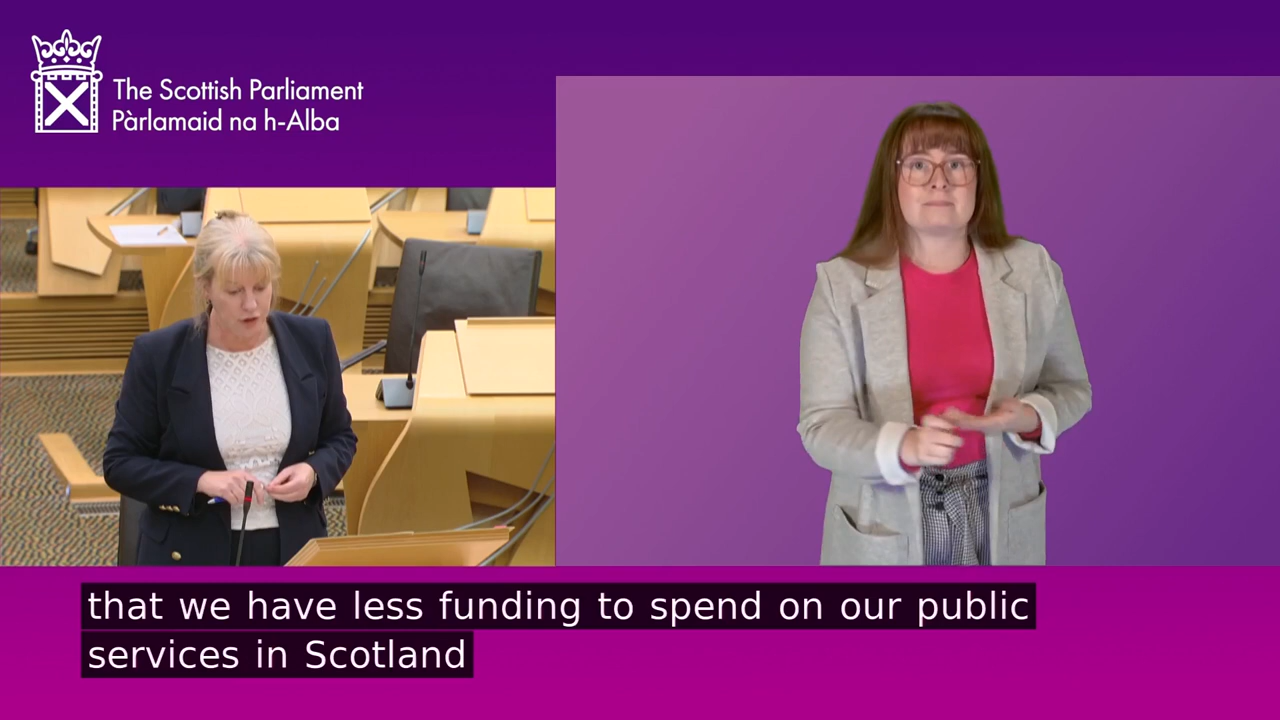 The Scottish Parliament
Pàrlamaid na h-Alba
that we have less funding to spend on our public
services in Scotland